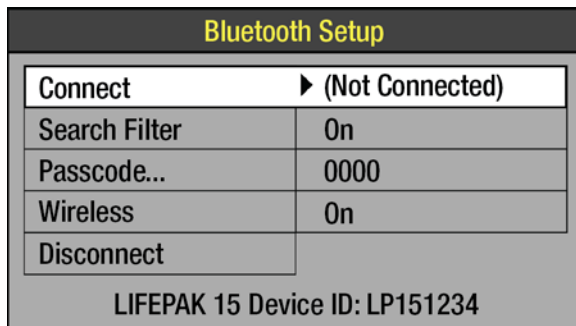 Bluetooth Setup
Connect ▶ (Not Connected)
Search Filter On
Passcode... 0000
Wireless On
Disconnect
LIFEPAK 15 Device ID: LP151234